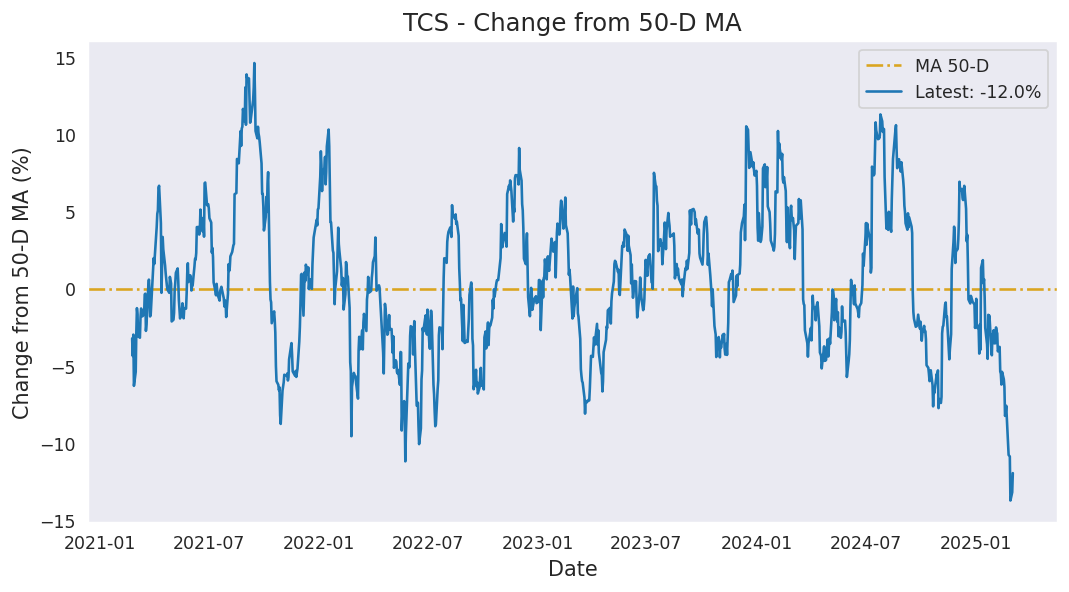 TCS - Change from 50-D MA
MA 50-D
Latest: -12.0%
Change from 50-D MA (%)
15
10
5
0
−5
−10
−15
2021-01 2021-07 2022-01 2022-07 2023-01 2023-07 2024-01 2024-07 2025-01
Date